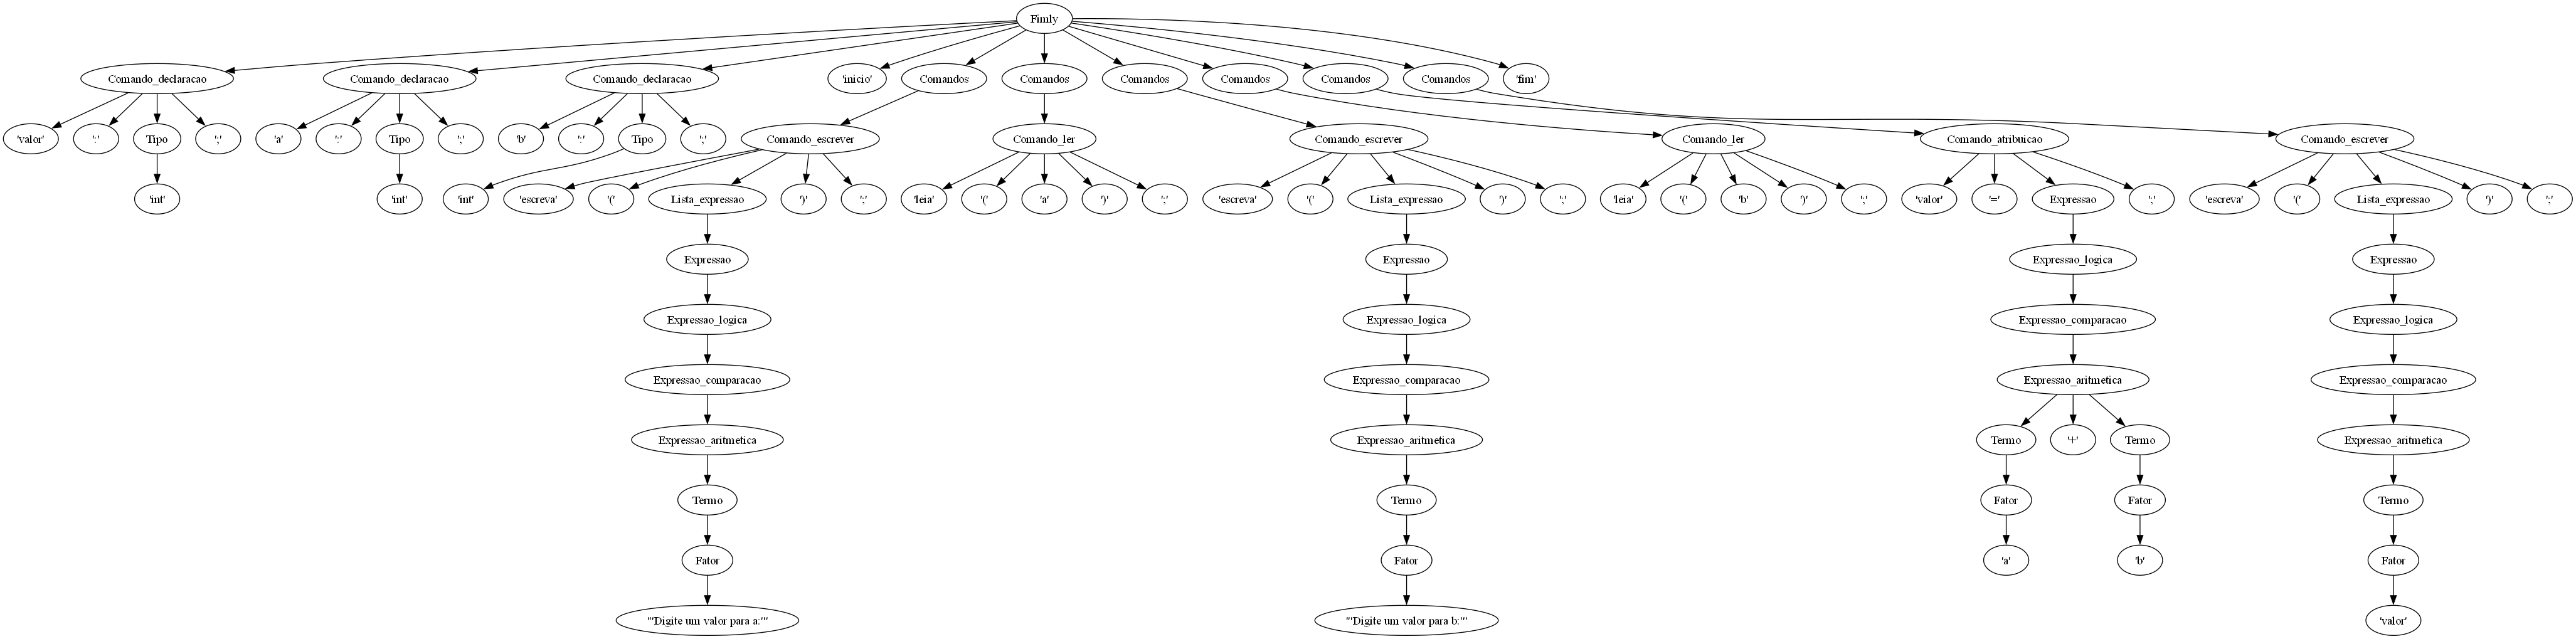 Fimly
Comando_declaracao Comando_declaracao Comando_declaracao 'inicio' Comandos Comandos Comandos Comandos Comandos Comandos 'fim'
'valor' ':' Tipo ';' 'a' ':' Tipo ';' 'b' ':' Tipo ';' Comando_escrever Comando_ler Comando_escrever Comando_ler Comando_atribuicao Comando_escrever
'int' 'int' 'int' 'escreva' '(' Lista_expressao ')' ';' 'leia' '(' 'a' ')' ';' 'escreva' '(' Lista_expressao ')' ';' 'leia' '(' 'b' ')' ';' 'valor' '=' Expressao ';' 'escreva' '(' Lista_expressao ')' ';'
Expressao Expressao Expressao_logica Expressao
Expressao_logica Expressao_logica Expressao_comparacao Expressao_logica
Expressao_comparacao Expressao_comparacao Expressao_aritmetica Expressao_comparacao
Expressao_aritmetica Expressao_aritmetica Termo '+' Termo Expressao_aritmetica
Termo Termo Fator Fator Termo
Fator Fator 'a' 'b' Fator
'"Digite um valor para a:"' '"Digite um valor para b:"' 'valor'